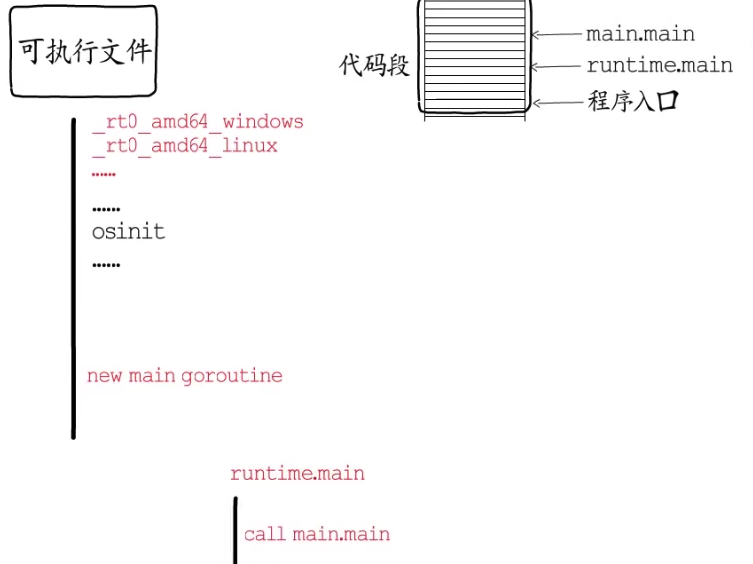 可执行文件
代码段
main.main
runtime.main
程序入口
_rt0_amd64_windows
_rt0_amd64_linux
......
......
osinit
......
new main goroutine
runtime.main
call main.main